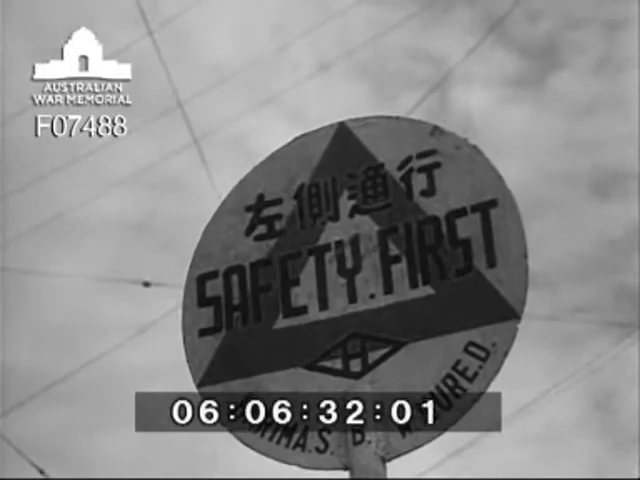 AUSTRALIAN
WAR MEMORIAL
F07488
左側通行
SAFETY.FIRST
06:06:32:01